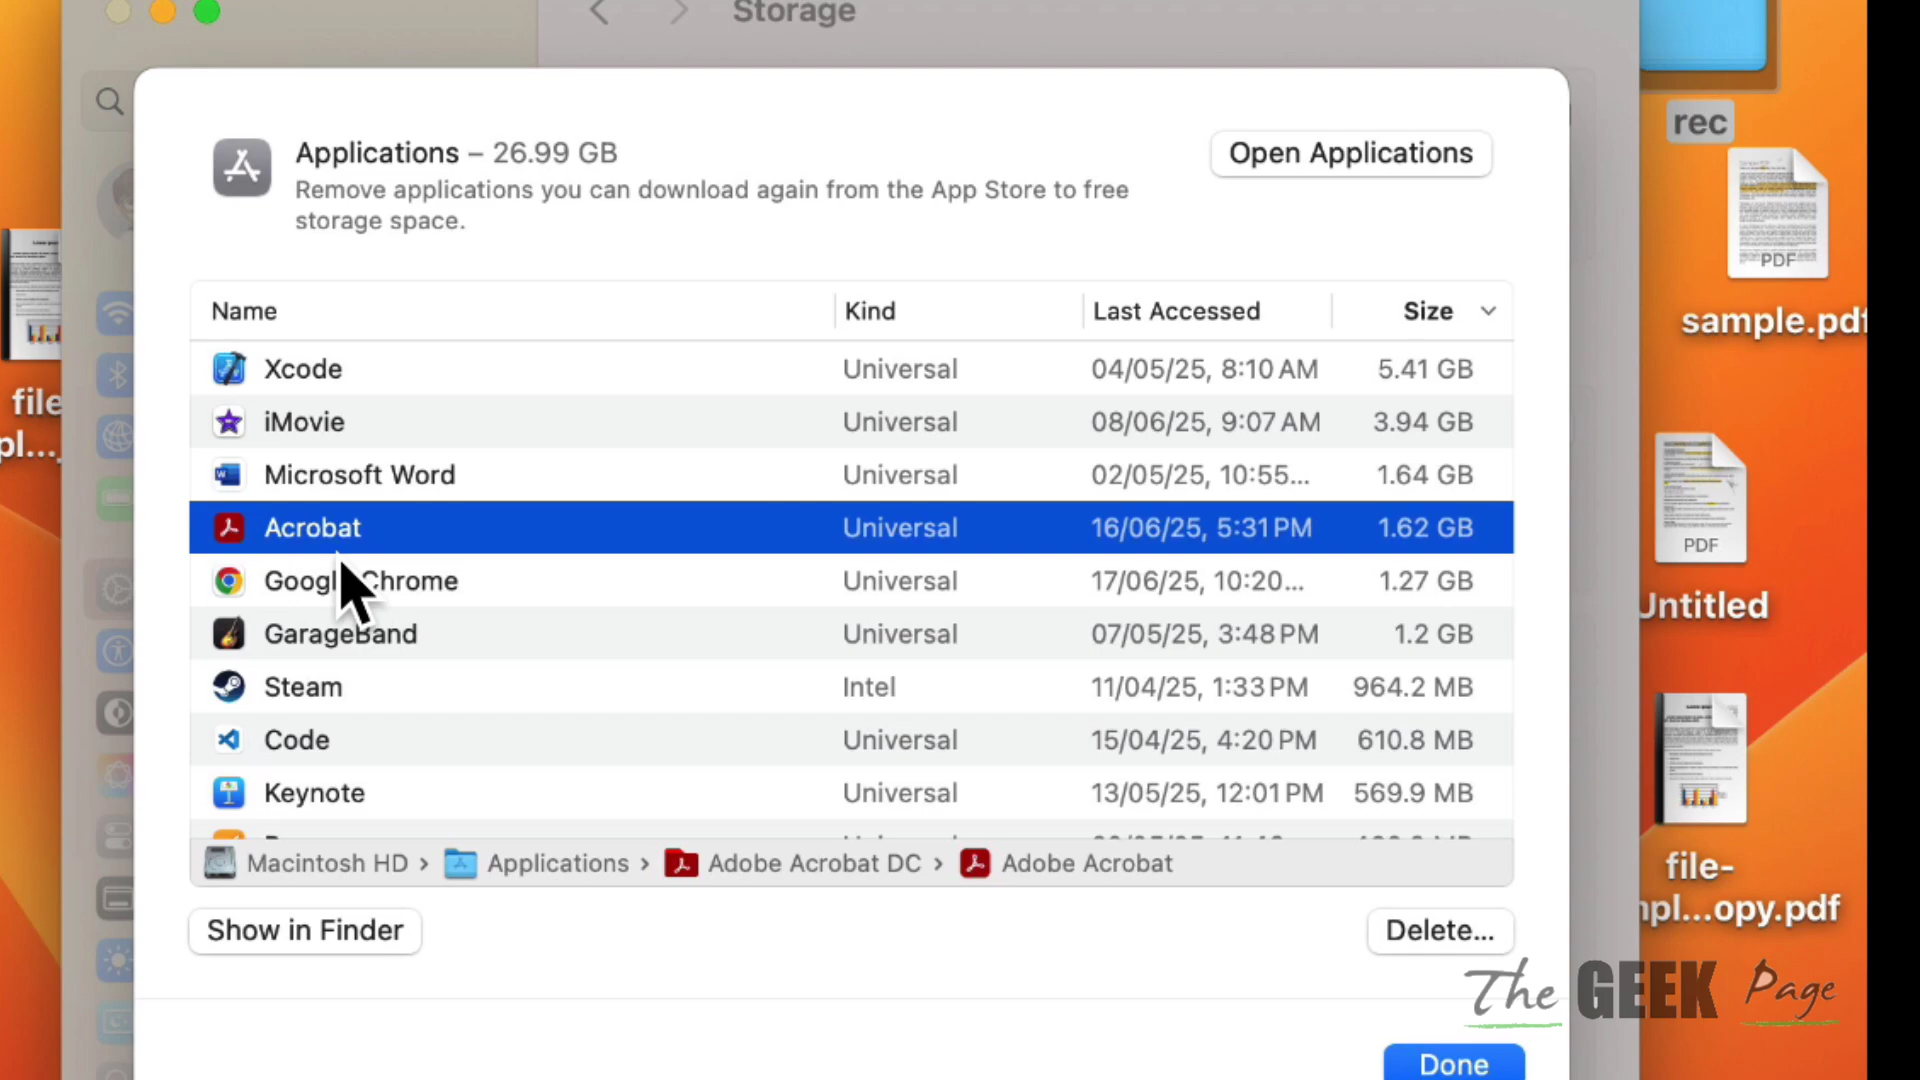 Storage
Applications – 26.99 GB
Open Applications
Remove applications you can download again from the App Store to free
storage space.
Name Kind Last Accessed Size
Xcode Universal 04/05/25, 8:10 AM 5.41 GB
iMovie Universal 08/06/25, 9:07 AM 3.94 GB
Microsoft Word Universal 02/05/25, 10:55... 1.64 GB
Acrobat Universal 16/06/25, 5:31 PM 1.62 GB
Google Chrome Universal 17/06/25, 10:20... 1.27 GB
GarageBand Universal 07/05/25, 3:48 PM 1.2 GB
Steam Intel 11/04/25, 1:33 PM 964.2 MB
Code Universal 15/04/25, 4:20 PM 610.8 MB
Keynote Universal 13/05/25, 12:01 PM 569.9 MB
Macintosh HD › Applications › Adobe Acrobat DC › Adobe Acrobat
Show in Finder
Delete...
Done
rec
PDF
sample.pdf
PDF
Untitled
file-
mpl...opy.pdf
file
pl...
The GEEK Page